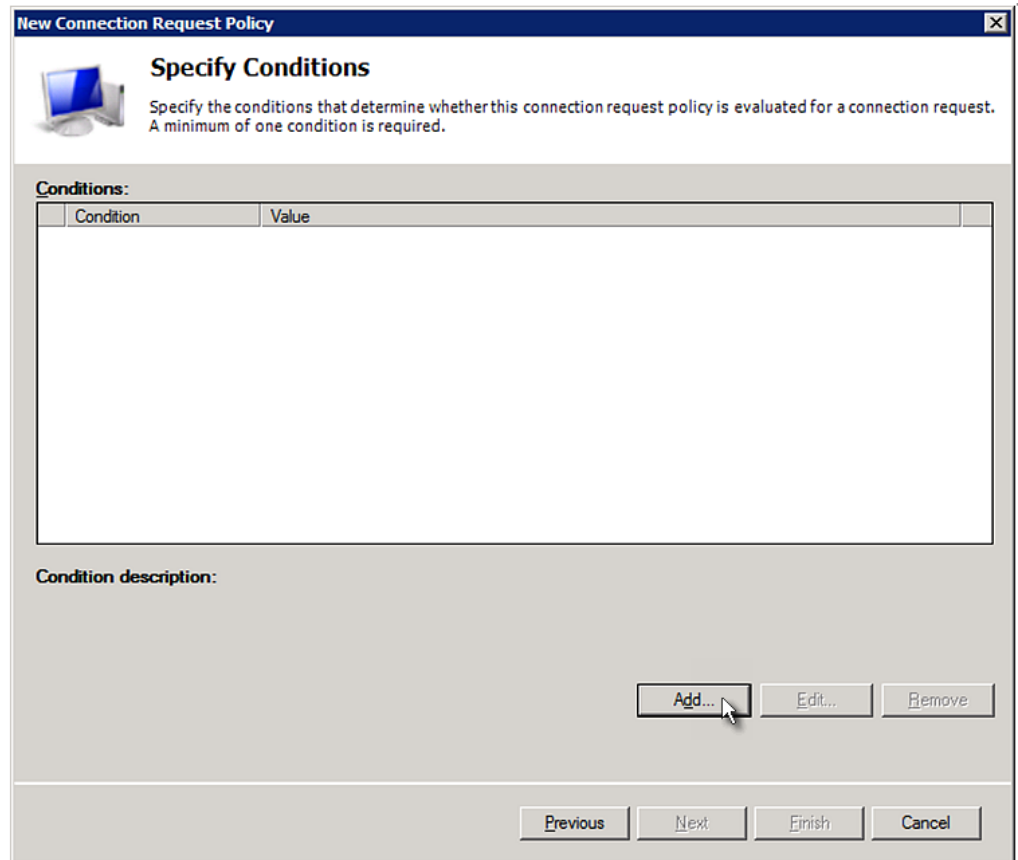 New Connection Request Policy
Specify Conditions
Specify the conditions that determine whether this connection request policy is evaluated for a connection request.
A minimum of one condition is required.
Conditions:
Condition Value
Condition description:
Add... Edit... Remove
Previous Next Finish Cancel